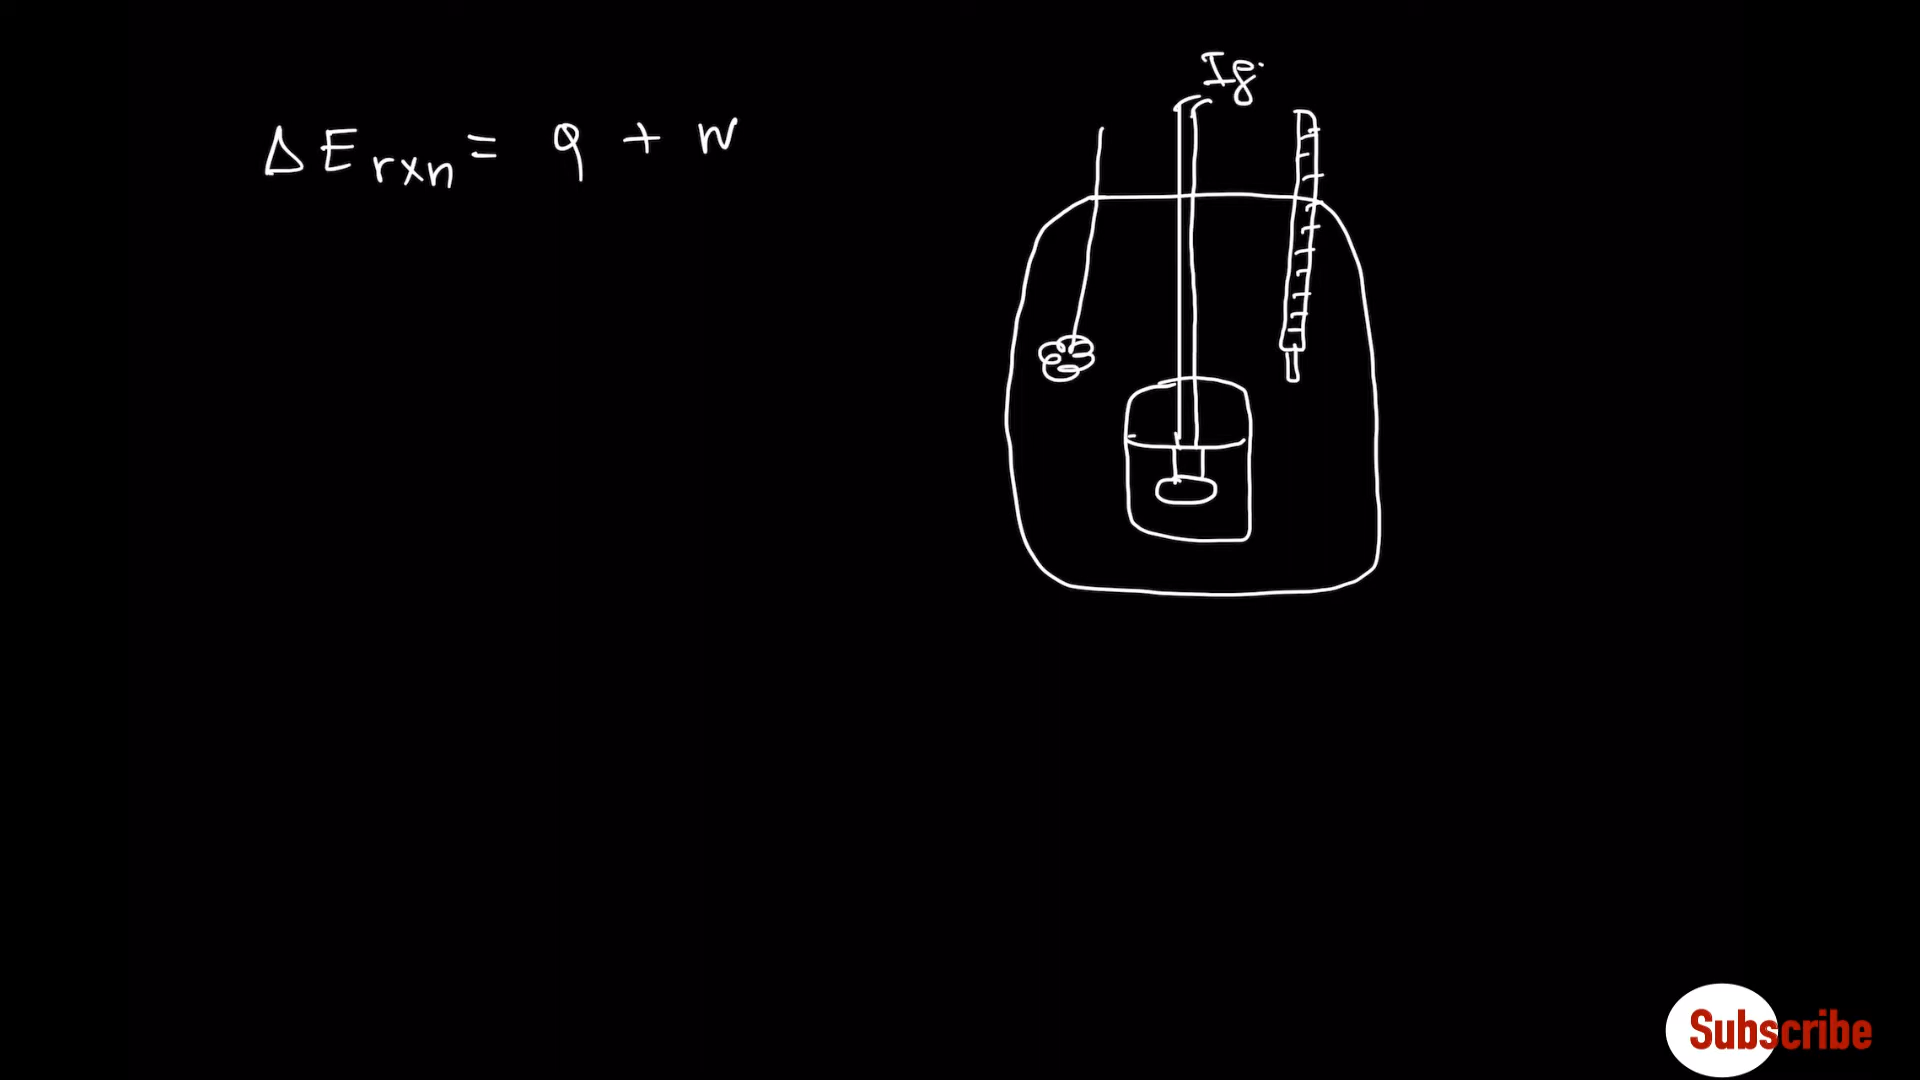 Ig.
ΔErxn = q + w
Subscribe